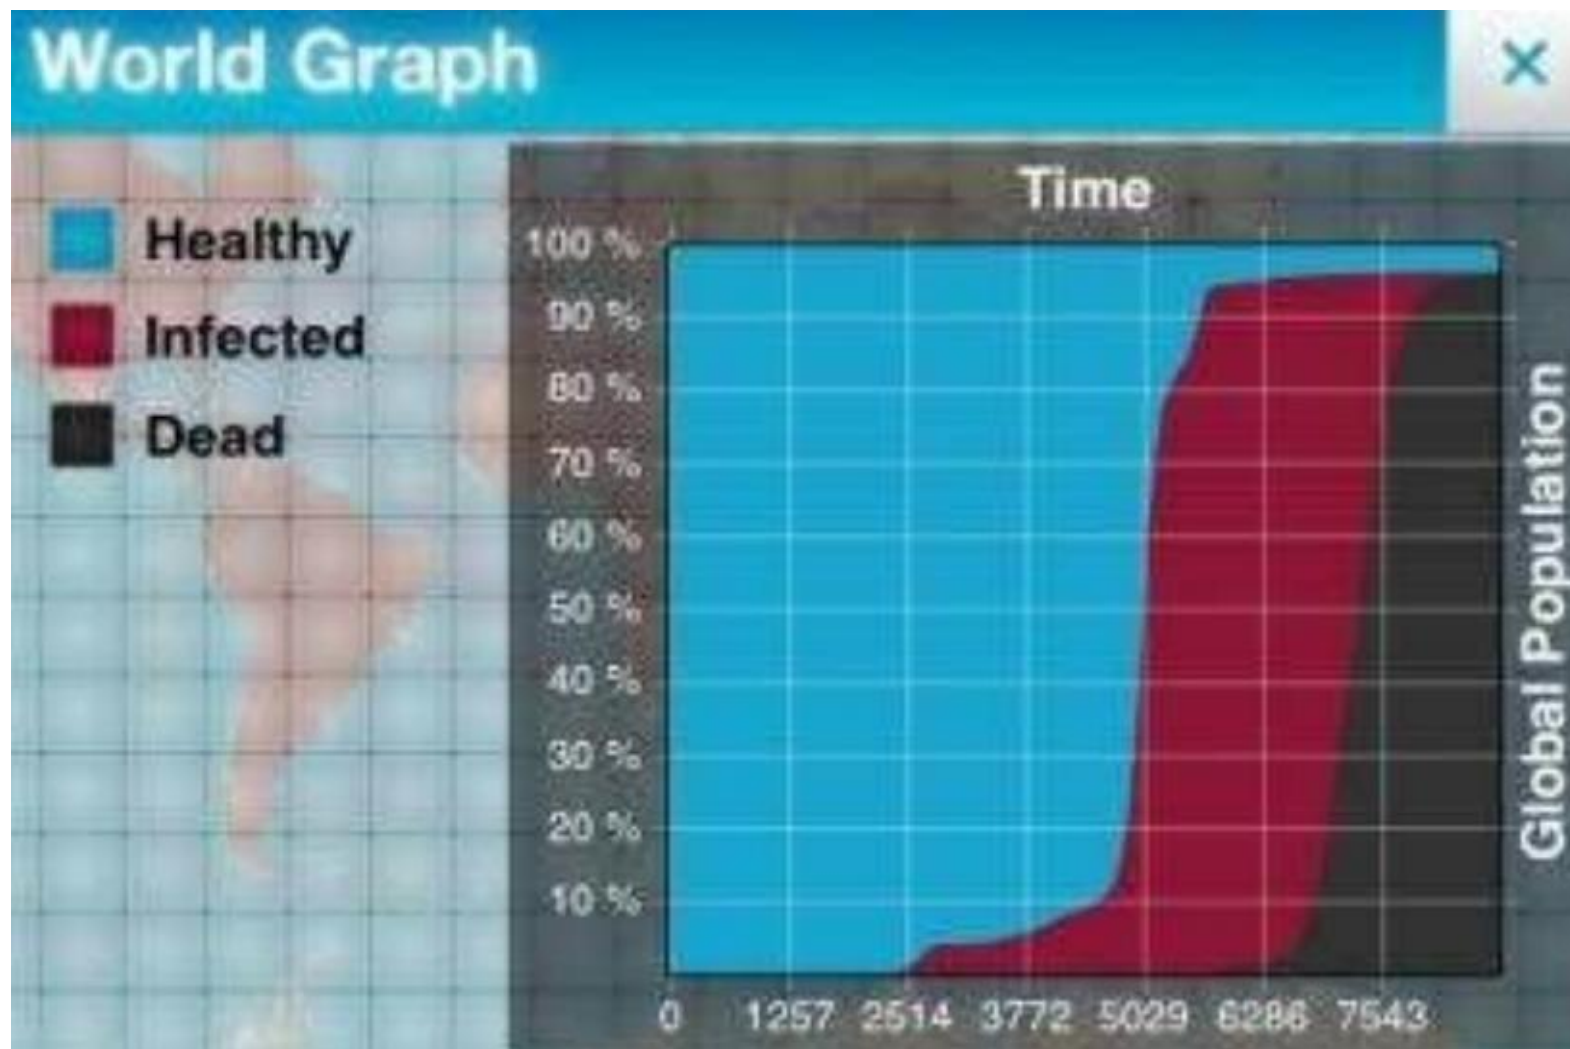 World Graph
×
Healthy
Infected
Dead
Time
100 %
90 %
80 %
70 %
60 %
50 %
40 %
30 %
20 %
10 %
0 1257 2514 3772 5029 6286 7543
Global Population